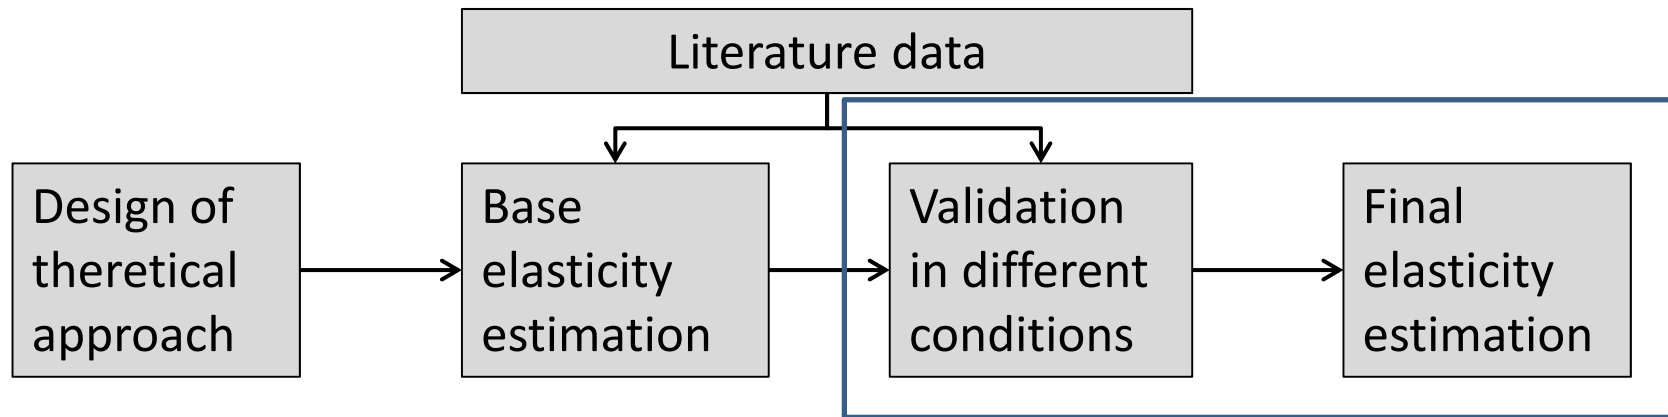 Literature data
Design of
theretical
approach
Base
elasticity
estimation
Validation
in different
conditions
Final
elasticity
estimation